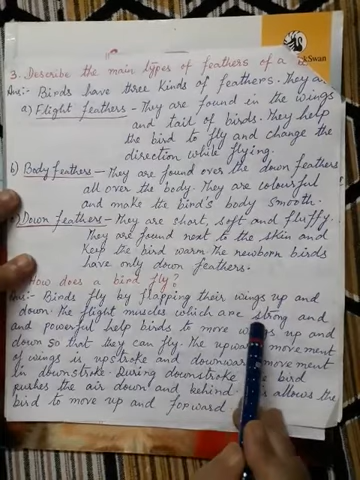 kSwan
3. Describe the main types of feathers of a
Ans:- Birds have three kinds of feathers. They a
a) Flight feathers - They are found in the wings
and tail of birds. They help
the bird to fly and change the
direction while flying.
b) Body feathers - They are found over the down feathers
all over the body. They are colourful
and make the bird's body smooth.
) Down feathers - They are short, soft and fluffy.
They are found next to the skin and
keep the bird warm. The newborn birds
have only down feathers.
How does a bird fly?
Ans:- Birds fly by flapping their wings up and
down. The flight muscles which are strong and
and powerful help birds to move up and
down so that they can fly. The upward movement
of wings is upstroke and downward movement
in downstroke. During downstroke bird
pushes the air down and behind allows the
bird to move up and forward